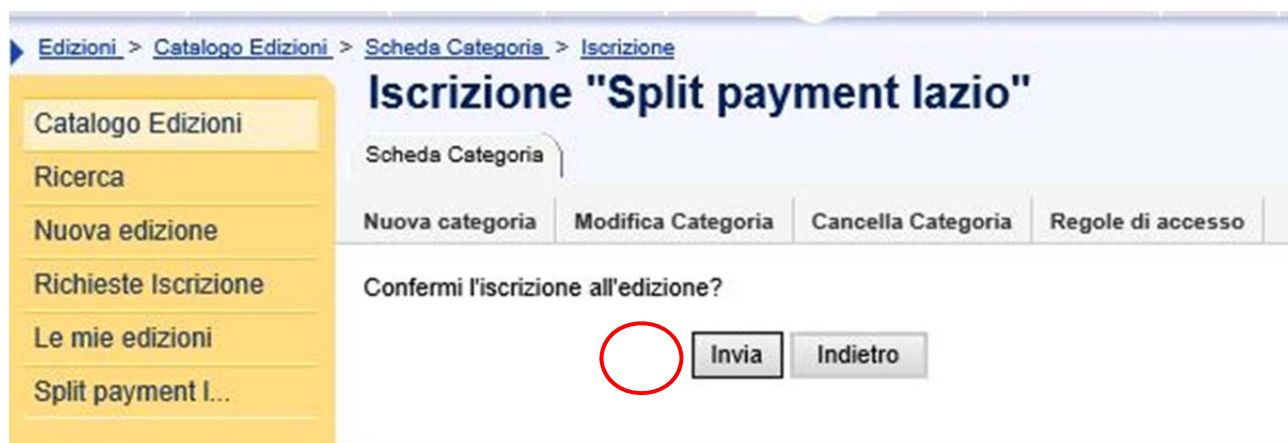 Edizioni > Catalogo Edizioni > Scheda Categoria > Iscrizione
Iscrizione "Split payment lazio"
Catalogo Edizioni
Ricerca
Nuova edizione
Richieste Iscrizione
Le mie edizioni
Split payment l...
Scheda Categoria
Nuova categoria Modifica Categoria Cancella Categoria Regole di accesso
Confermi l'iscrizione all'edizione?
Invia Indietro